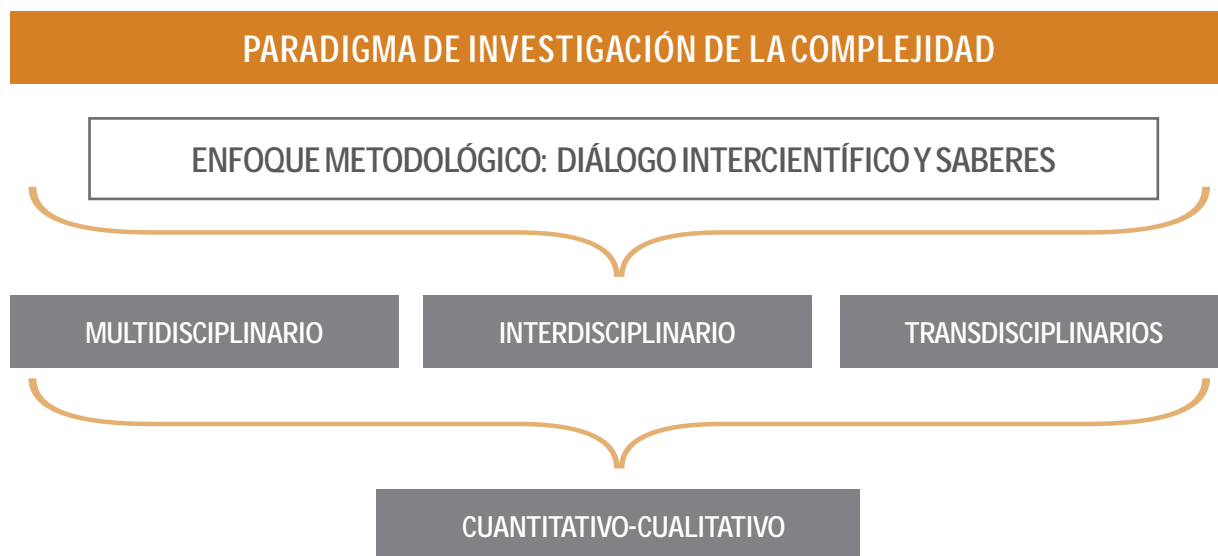 PARADIGMA DE INVESTIGACIÓN DE LA COMPLEJIDAD
ENFOQUE METODOLÓGICO: DIÁLOGO INTERCIENTÍFICO Y SABERES
MULTIDISCIPLINARIO
INTERDISCIPLINARIO
TRANSDISCIPLINARIOS
CUANTITATIVO-CUALITATIVO